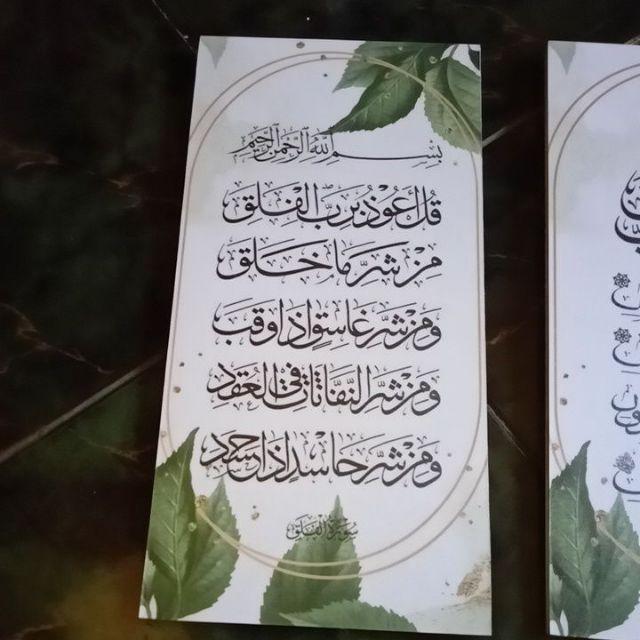 بسم الله الرحمن الرحيم
قل أعوذ برب الفلق
من شر ما خلق
ومن شر غاسق إذا وقب
ومن شر النفاثات في العقد
ومن شر حاسد إذا حسد
سورة الفلق